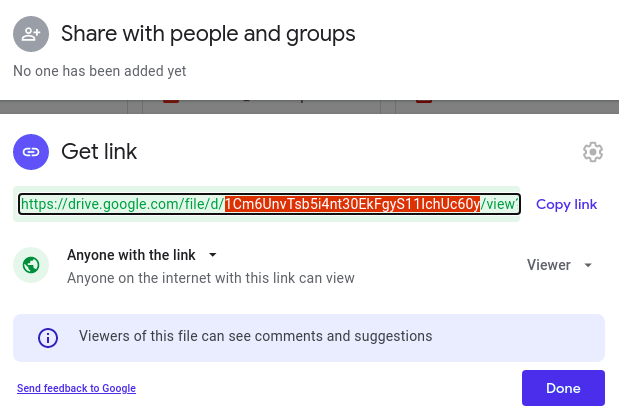 Share with people and groups
No one has been added yet
Get link
https://drive.google.com/file/d/1Cm6UnvTsb5i4nt30EkFgyS11IchUc60y/view?
Copy link
Anyone with the link
Anyone on the internet with this link can view
Viewer
Viewers of this file can see comments and suggestions
Send feedback to Google
Done